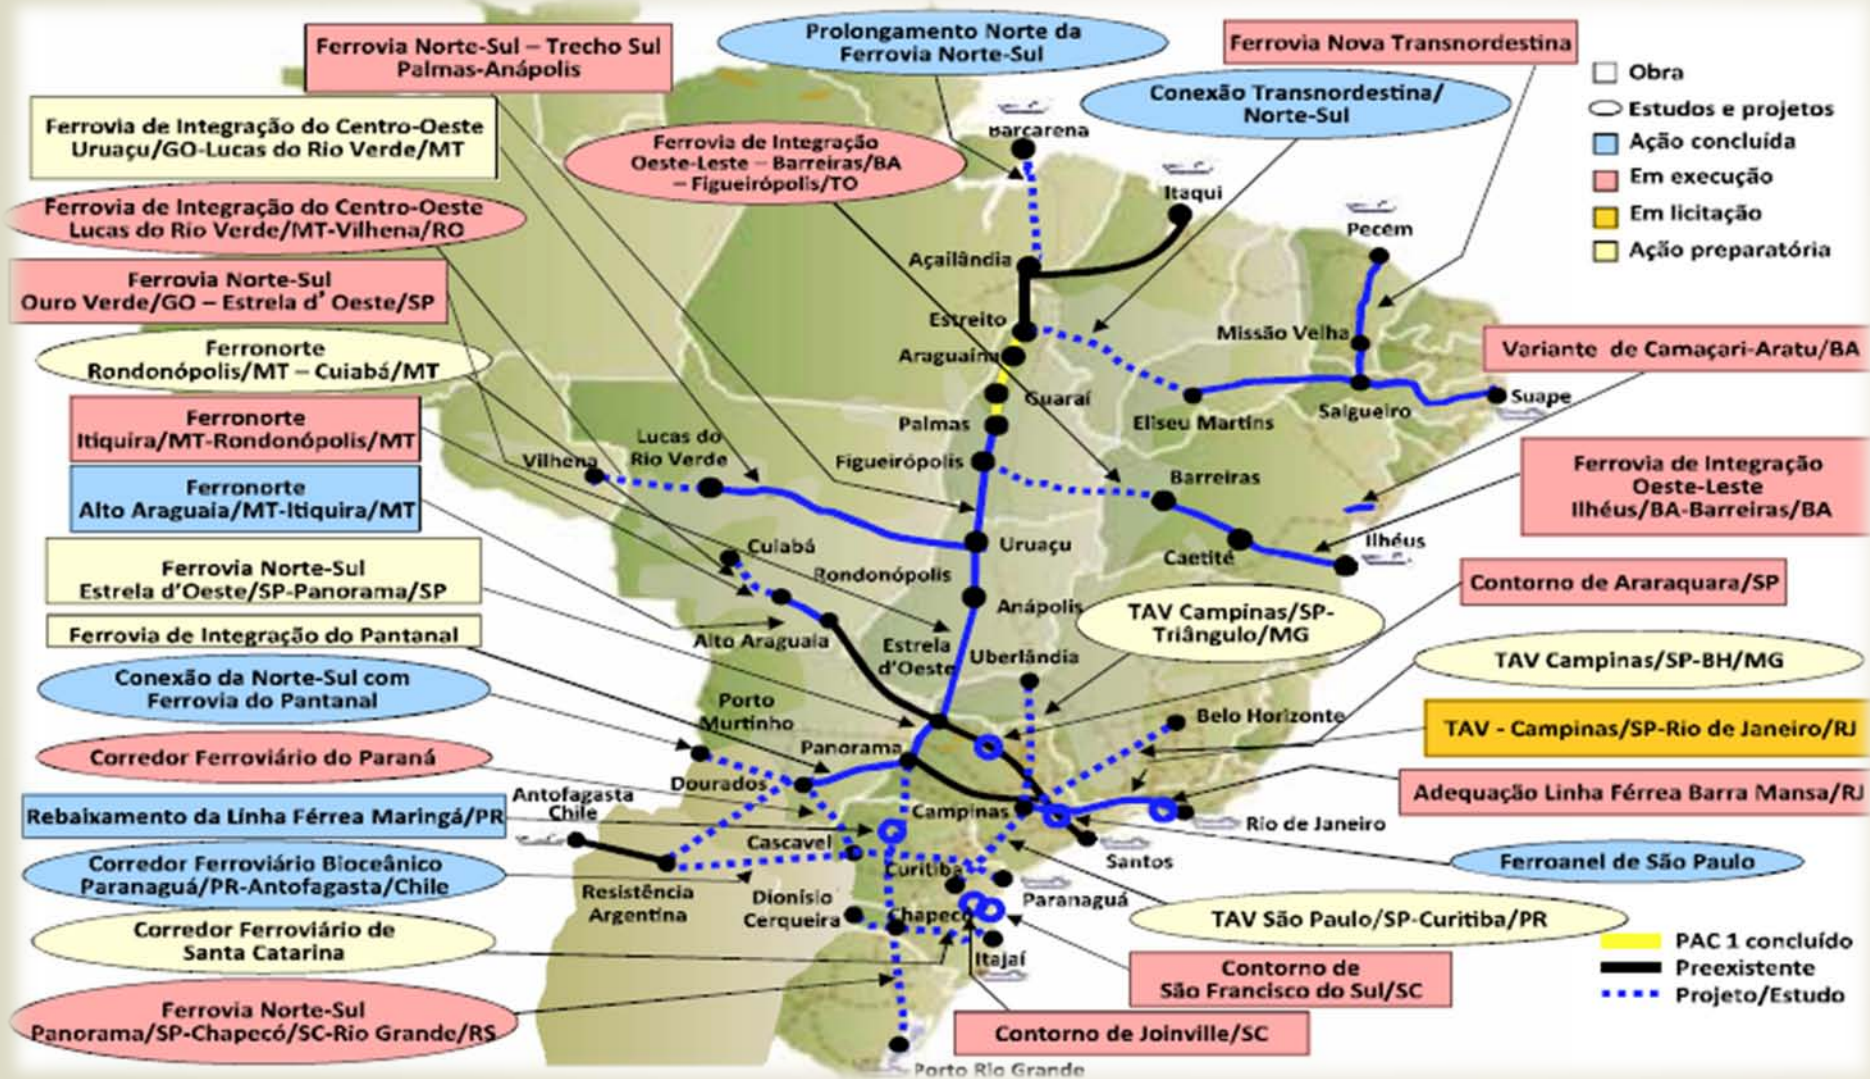 Ferrovia Norte-Sul – Trecho Sul
Palmas-Anápolis
Prolongamento Norte da
Ferrovia Norte-Sul
Ferrovia Nova Transnordestina
Obra
Estudos e projetos
Ação concluída
Em execução
Em licitação
Ação preparatória
Conexão Transnordestina/
Norte-Sul
Ferrovia de Integração do Centro-Oeste
Uruaçu/GO-Lucas do Rio Verde/MT
Ferrovia de Integração
Oeste-Leste – Barreiras/BA
– Figueirópolis/TO
Ferrovia de Integração do Centro-Oeste
Lucas do Rio Verde/MT-Vilhena/RO
Ferrovia Norte-Sul
Ouro Verde/GO – Estrela d' Oeste/SP
Ferronorte
Rondonópolis/MT – Cuiabá/MT
Ferronorte
Itiquira/MT-Rondonópolis/MT
Ferronorte
Alto Araguaia/MT-Itiquira/MT
Ferrovia Norte-Sul
Estrela d'Oeste/SP-Panorama/SP
Ferrovia de Integração do Pantanal
Conexão da Norte-Sul com
Ferrovia do Pantanal
Corredor Ferroviário do Paraná
Rebaixamento da Linha Férrea Maringá/PR
Corredor Ferroviário Bioceânico
Paranaguá/PR-Antofagasta/Chile
Corredor Ferroviário de
Santa Catarina
Ferrovia Norte-Sul
Panorama/SP-Chapecó/SC-Rio Grande/RS
Barcarena
Itaqui
Pecém
Açailândia
Estreito
Araguaina
Guaraí
Palmas
Figueirópolis
Missão Velha
Salgueiro
Suape
Eliseu Martins
Lucas do
Rio Verde
Vilhena
Barreiras
Caetité
Ilhéus
Uruaçu
Cuiabá
Rondonópolis
Anápolis
Alto Araguaia
Estrela
d'Oeste
Uberlândia
Porto
Murtinho
Panorama
Belo Horizonte
Dourados
Antofagasta
Chile
Campinas
Rio de Janeiro
Cascavel
Santos
Curitiba
Paranaguá
Resistência
Argentina
Dionísio
Cerqueira
Chapecó
Itajaí
Porto Rio Grande
Variante de Camaçari-Aratu/BA
Ferrovia de Integração
Oeste-Leste
Ilhéus/BA-Barreiras/BA
Contorno de Araraquara/SP
TAV Campinas/SP-
Triângulo/MG
TAV Campinas/SP-BH/MG
TAV - Campinas/SP-Rio de Janeiro/RJ
Adequação Linha Férrea Barra Mansa/RJ
Ferroanel de São Paulo
TAV São Paulo/SP-Curitiba/PR
Contorno de
São Francisco do Sul/SC
Contorno de Joinville/SC
PAC 1 concluído
Preexistente
Projeto/Estudo